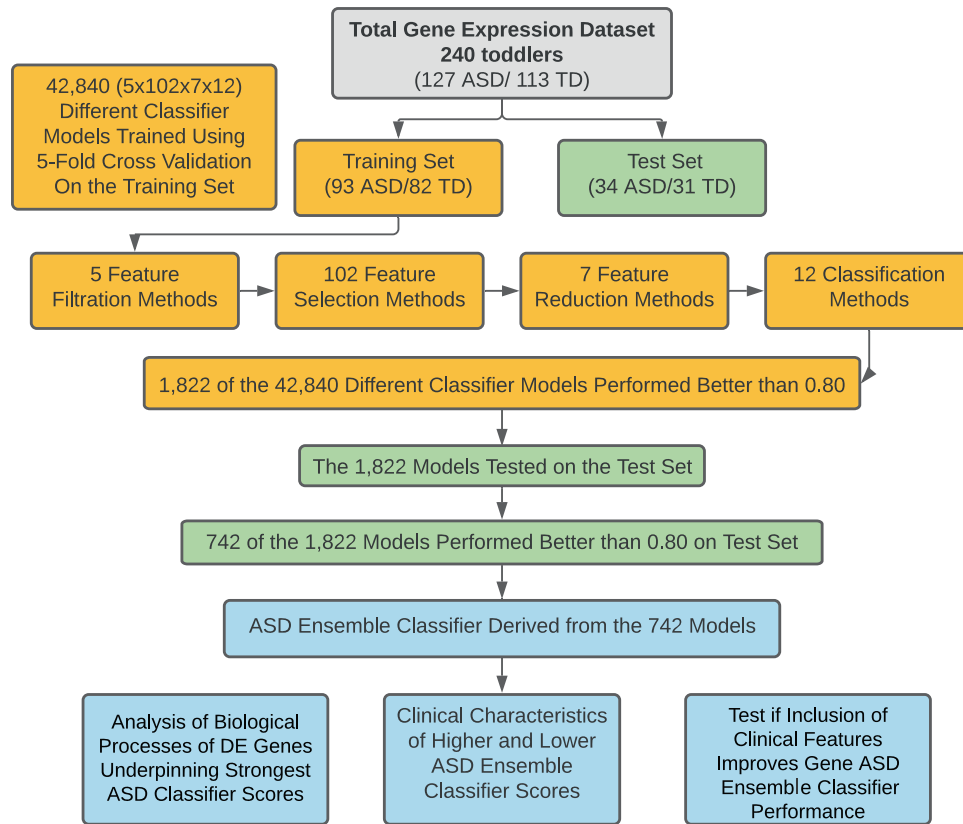 Total Gene Expression Dataset
240 toddlers
(127 ASD/ 113 TD)
42,840 (5x102x7x12)
Different Classifier
Models Trained Using
5-Fold Cross Validation
On the Training Set
Training Set
(93 ASD/82 TD)
Test Set
(34 ASD/31 TD)
5 Feature
Filtration Methods
102 Feature
Selection Methods
7 Feature
Reduction Methods
12 Classification
Methods
1,822 of the 42,840 Different Classifier Models Performed Better than 0.80
The 1,822 Models Tested on the Test Set
742 of the 1,822 Models Performed Better than 0.80 on Test Set
ASD Ensemble Classifier Derived from the 742 Models
Analysis of Biological
Processes of DE Genes
Underpinning Strongest
ASD Classifier Scores
Clinical Characteristics
of Higher and Lower
ASD Ensemble
Classifier Scores
Test if Inclusion of
Clinical Features
Improves Gene ASD
Ensemble Classifier
Performance